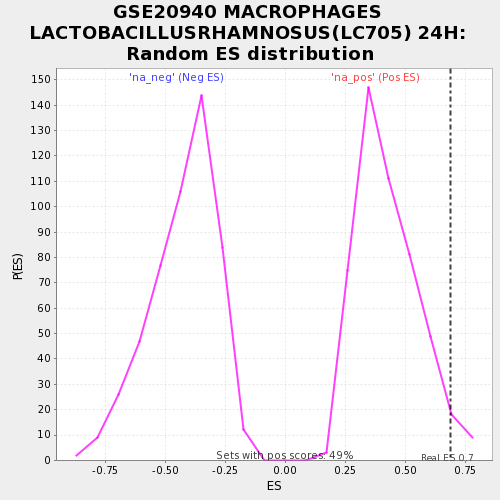 GSE20940 MACROPHAGES
LACTOBACILLUSRHAMNOSUS(LC705) 24H:
Random ES distribution
'na_neg' (Neg ES)
'na_pos' (Pos ES)
150
140
130
120
110
100
90
80
70
60
50
40
30
20
10
0
P(ES)
Sets with pos scores: 49%
Real ES 0.7
-0.75
-0.50
-0.25
0.00
0.25
0.50
0.75
ES